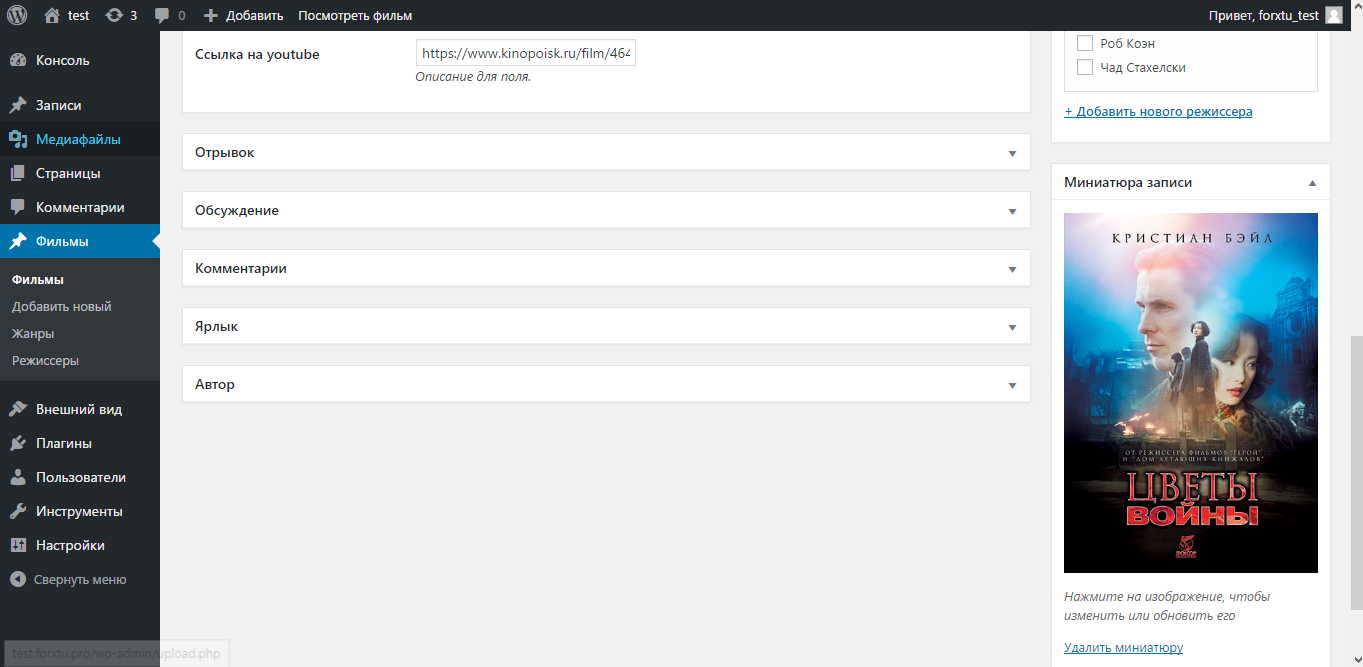 test
3
0
Добавить
Посмотреть фильм
Привет, forxtu_test
Консоль
Записи
Медиафайлы
Страницы
Комментарии
Фильмы
Фильмы
Добавить новый
Жанры
Режиссеры
Внешний вид
Плагины
Пользователи
Инструменты
Настройки
Свернуть меню
test.forxtu.pro/wp-admin/upload.php
Ссылка на youtube
https://www.kinopoisk.ru/film/464
Описание для поля.
Отрывок
Обсуждение
Комментарии
Ярлык
Автор
Роб Коэн
Чад Стахелски
+ Добавить нового режиссера
Миниатюра записи
КРИСТИАН БЭЙЛ
ОТ РЕЖИССЕРА ФИЛЬМОВ "ГЕРОЙ"
И "ДОМ ЛЕТАЮЩИХ КИНЖАЛОВ"
ЦВЕТЫ
ВОЙНЫ
Нажмите на изображение, чтобы
изменить или обновить его
Удалить миниатюру